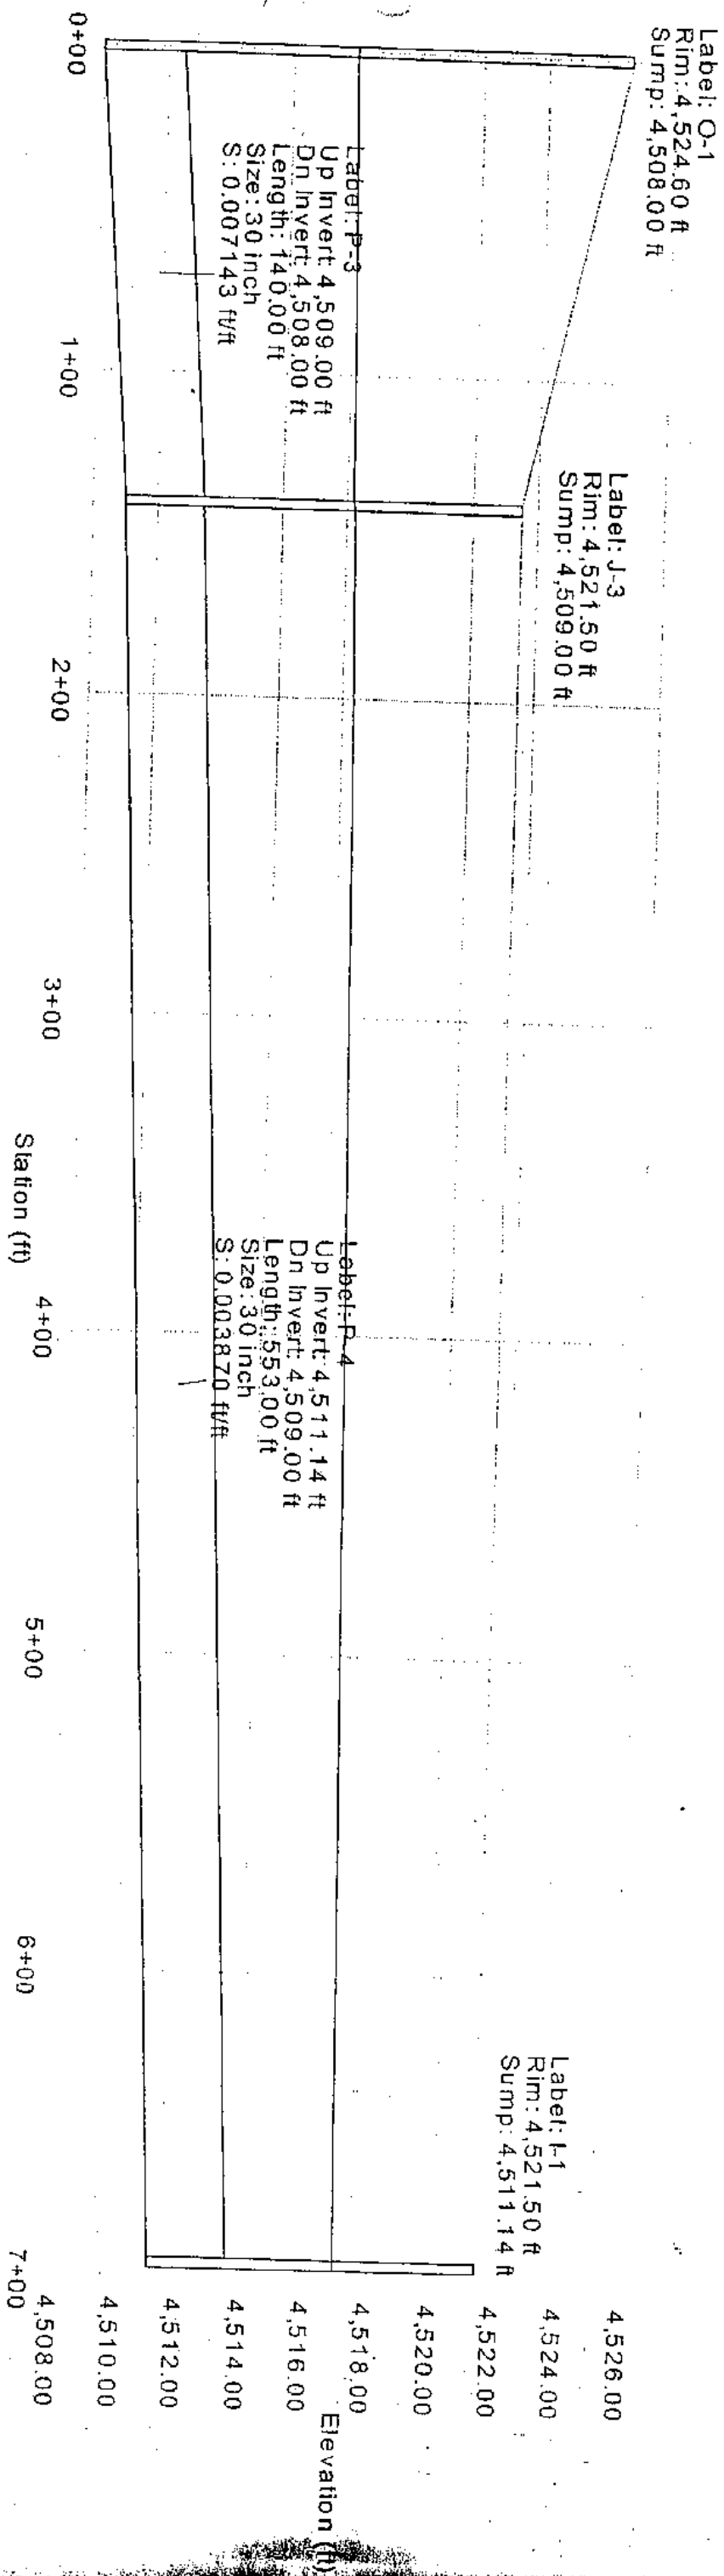 Label: O-1
Rim: 4,524.60 ft
Sump: 4,508.00 ft
Label: J-3
Rim: 4,521.50 ft
Sump: 4,509.00 ft
Label: I-1
Rim: 4,521.50 ft
Sump: 4,511.14 ft
Label: P-3
Up Invert: 4,509.00 ft
Dn Invert: 4,508.00 ft
Length: 140.00 ft
Size: 30 inch
S: 0.007143 ft/ft
Label: P-4
Up Invert: 4,511.14 ft
Dn Invert: 4,509.00 ft
Length: 553.00 ft
Size: 30 inch
S: 0.003870 ft/ft
4,526.00
4,524.00
4,522.00
4,520.00
4,518.00
4,516.00
4,514.00
4,512.00
4,510.00
4,508.00
Elevation (ft)
0+00 1+00 2+00 3+00 4+00 5+00 6+00 7+00
Station (ft)